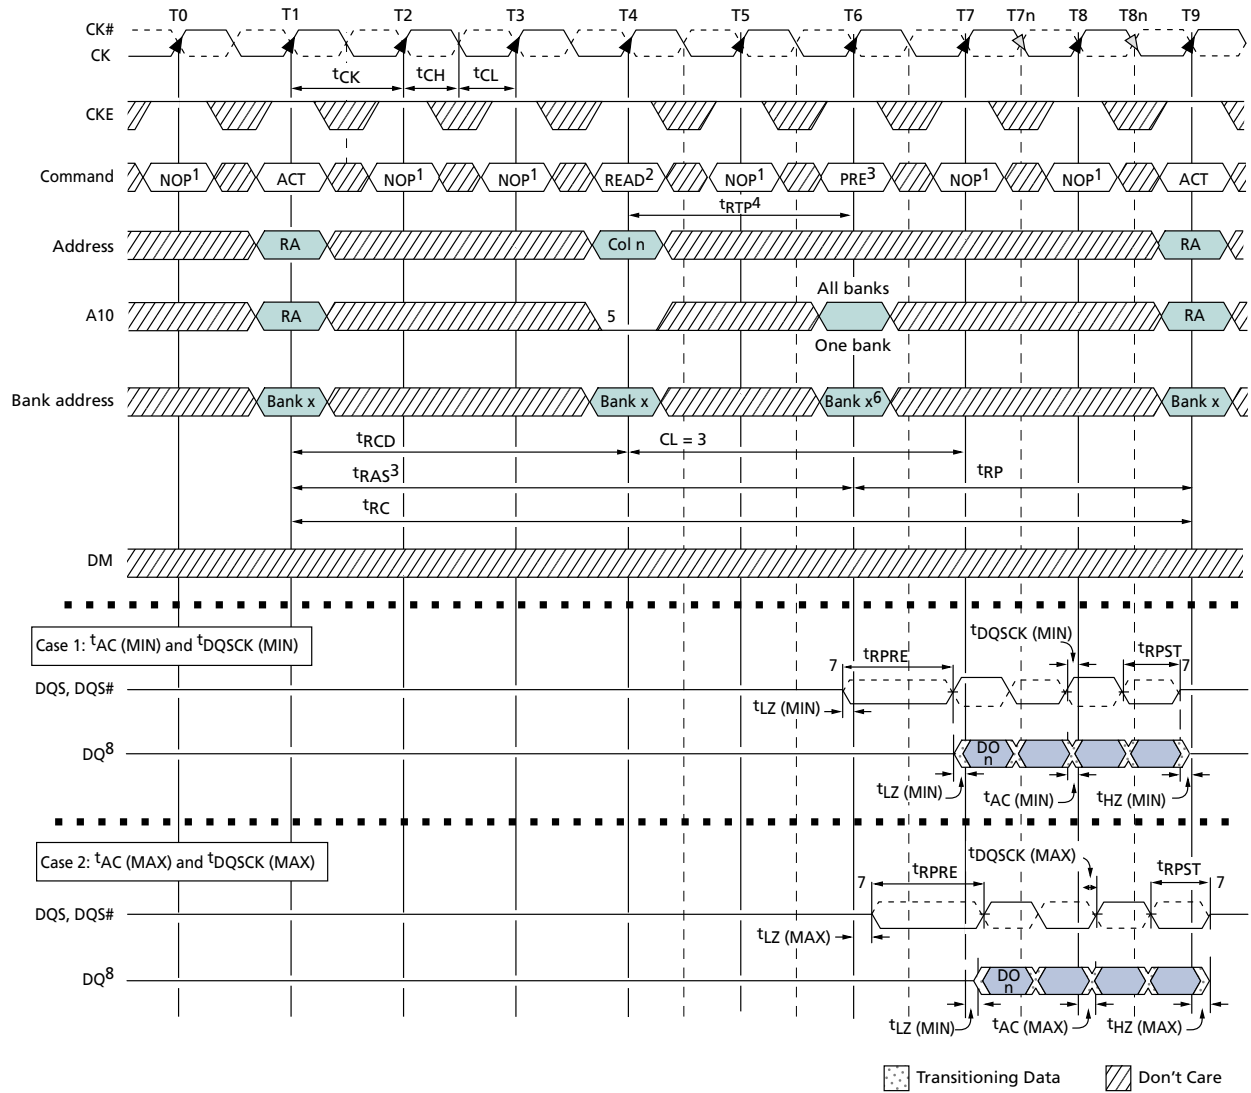 T0 T1 T2 T3 T4 T5 T6 T7 T7n T8 T8n T9
CK#
CK
tCK tCH tCL
CKE
Command NOP1 ACT NOP1 NOP1 READ2 NOP1 PRE3 NOP1 NOP1 ACT
tRTP4
Address RA Col n RA
All banks
A10 RA 5 RA
One bank
Bank address Bank x Bank x Bank x6 Bank x
tRCD CL = 3
tRAS3 tRP
tRC
DM
Case 1: tAC (MIN) and tDQSCK (MIN)
tDQSCK (MIN)
7 tRPRE tRPST 7
DQS, DQS#
tLZ (MIN)
DQ8 DO n
tLZ (MIN) tAC (MIN) tHZ (MIN)
Case 2: tAC (MAX) and tDQSCK (MAX)
tDQSCK (MAX)
7 tRPRE tRPST 7
DQS, DQS#
tLZ (MAX)
DQ8 DO n
tLZ (MIN) tAC (MAX) tHZ (MAX)
Transitioning Data Don't Care